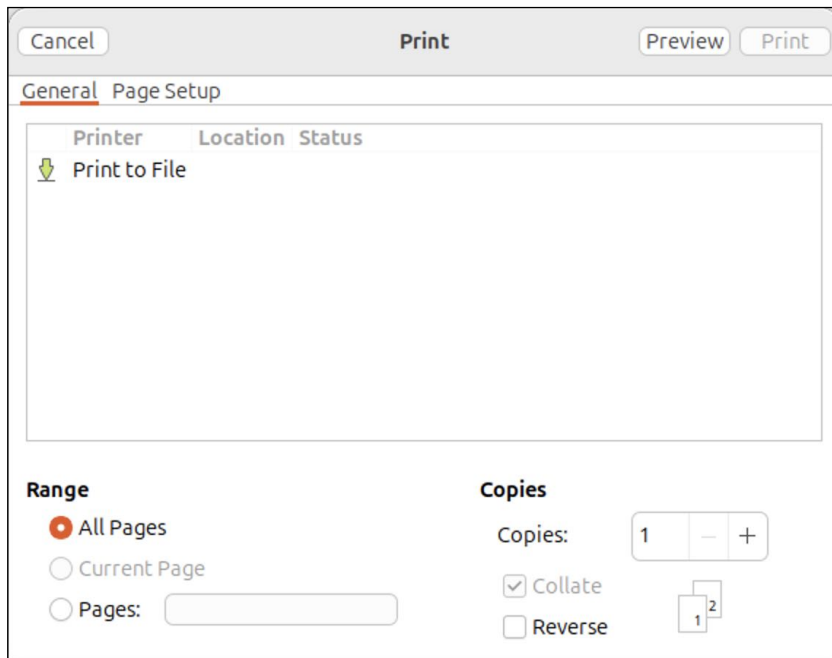 Cancel Print Preview Print
General Page Setup
Printer Location Status
Print to File
Range Copies
All Pages Copies: 1 − +
Current Page Collate
Pages: Reverse 1 2